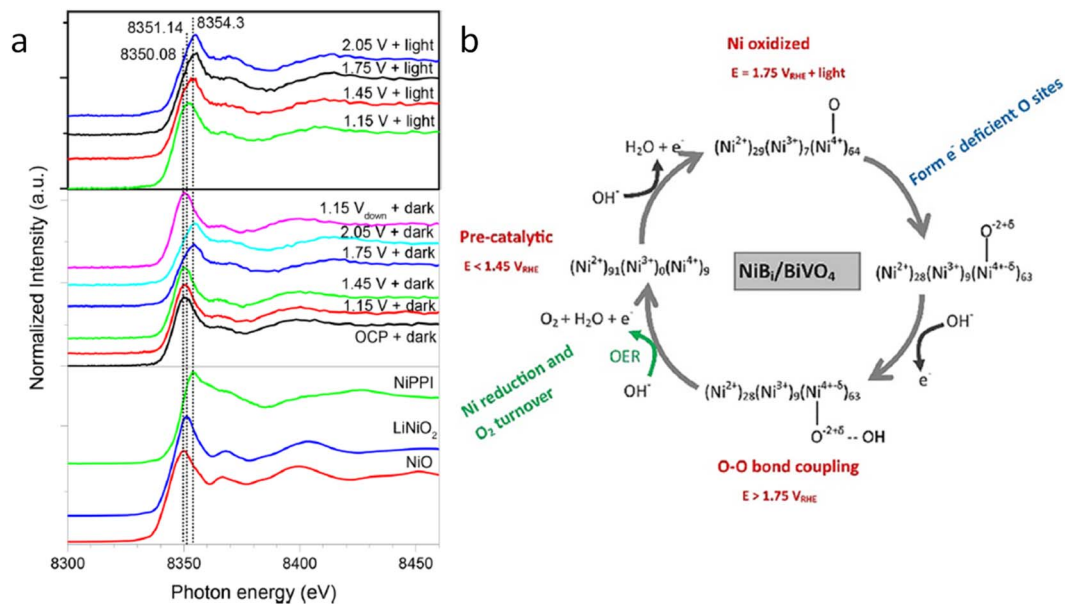 a
8351.14
8354.3
8350.08
2.05 V + light
1.75 V + light
1.45 V + light
1.15 V + light
1.15 V_down + dark
2.05 V + dark
1.75 V + dark
1.45 V + dark
1.15 V + dark
OCP + dark
NiPPI
LiNiO₂
NiO
Normalized Intensity (a.u.)
8300
8350
8400
8450
Photon energy (eV)
b
Ni oxidized
E = 1.75 V_RHE + light
O
(Ni²⁺)₂₉(Ni³⁺)₇(Ni⁴⁺)₆₄
Form e⁻ deficient O sites
H₂O + e⁻
OH⁻
Pre-catalytic
E < 1.45 V_RHE
(Ni²⁺)₉₁(Ni³⁺)₀(Ni⁴⁺)₉
NiBᵢ/BiVO₄
O⁻²⁺ᵟ
(Ni²⁺)₂₈(Ni³⁺)₉(Ni⁴⁺⁻ᵟ)₆₃
OH⁻
e⁻
O₂ + H₂O + e⁻
OER
OH⁻
Ni reduction and
O₂ turnover
(Ni²⁺)₂₈(Ni³⁺)₉(Ni⁴⁺⁻ᵟ)₆₃
O⁻²⁺ᵟ -- OH
O-O bond coupling
E > 1.75 V_RHE